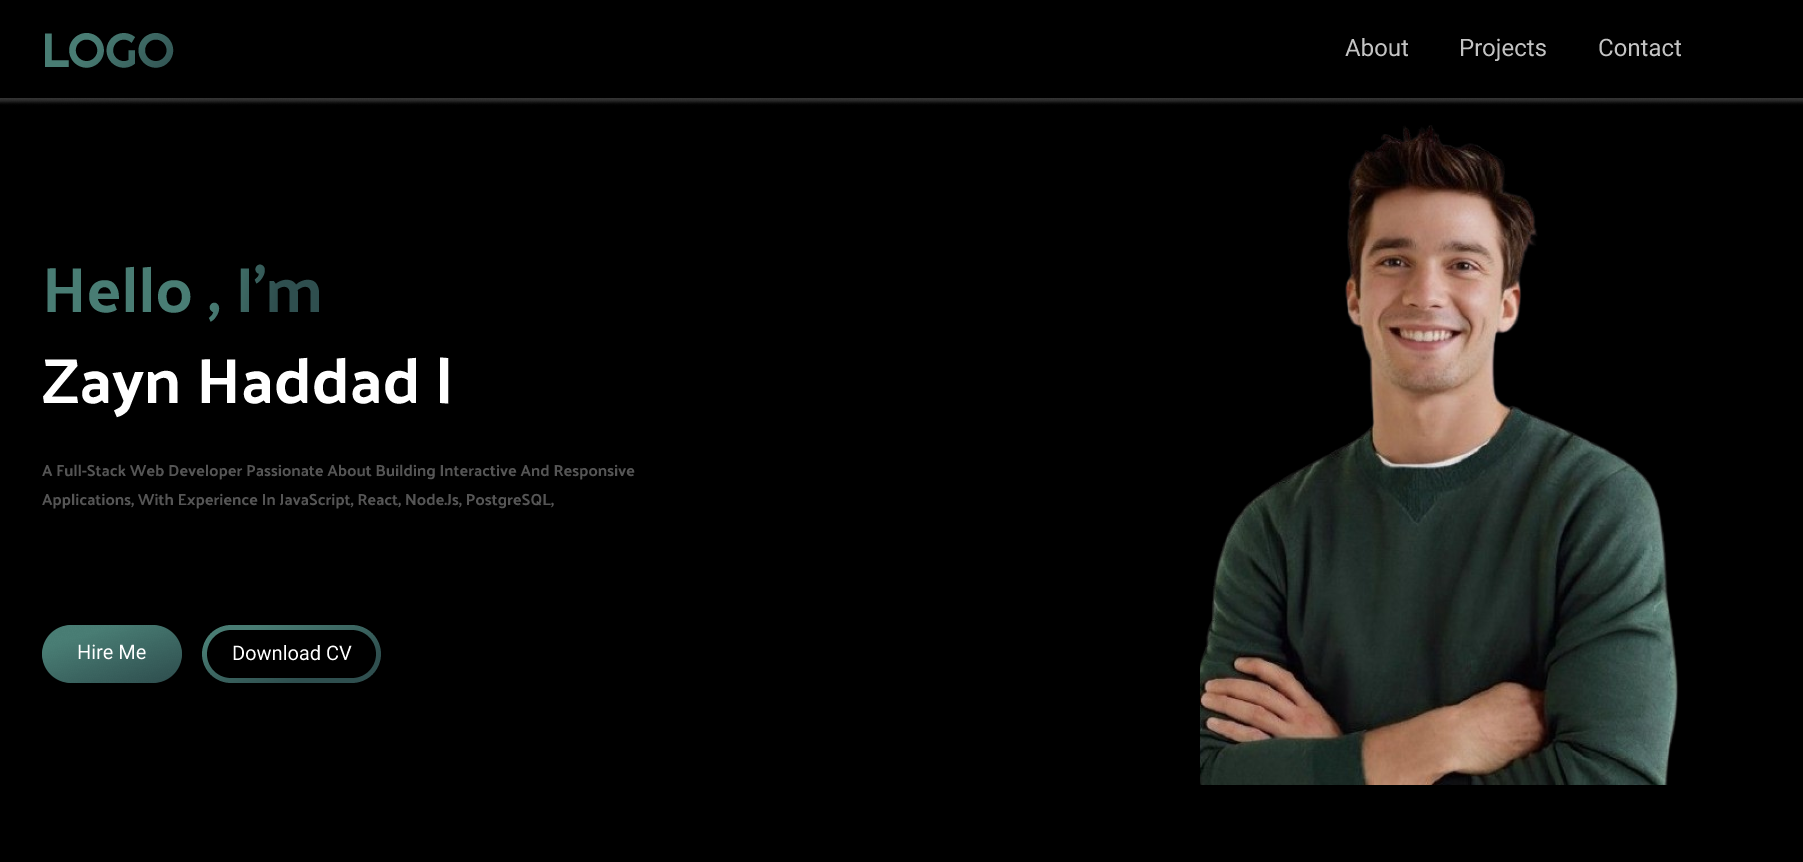 LOGO
About Projects Contact
Hello , I’m
Zayn Haddad |
A Full-Stack Web Developer Passionate About Building Interactive And Responsive
Applications, With Experience In JavaScript, React, Node.Js, PostgreSQL,
Hire Me
Download CV